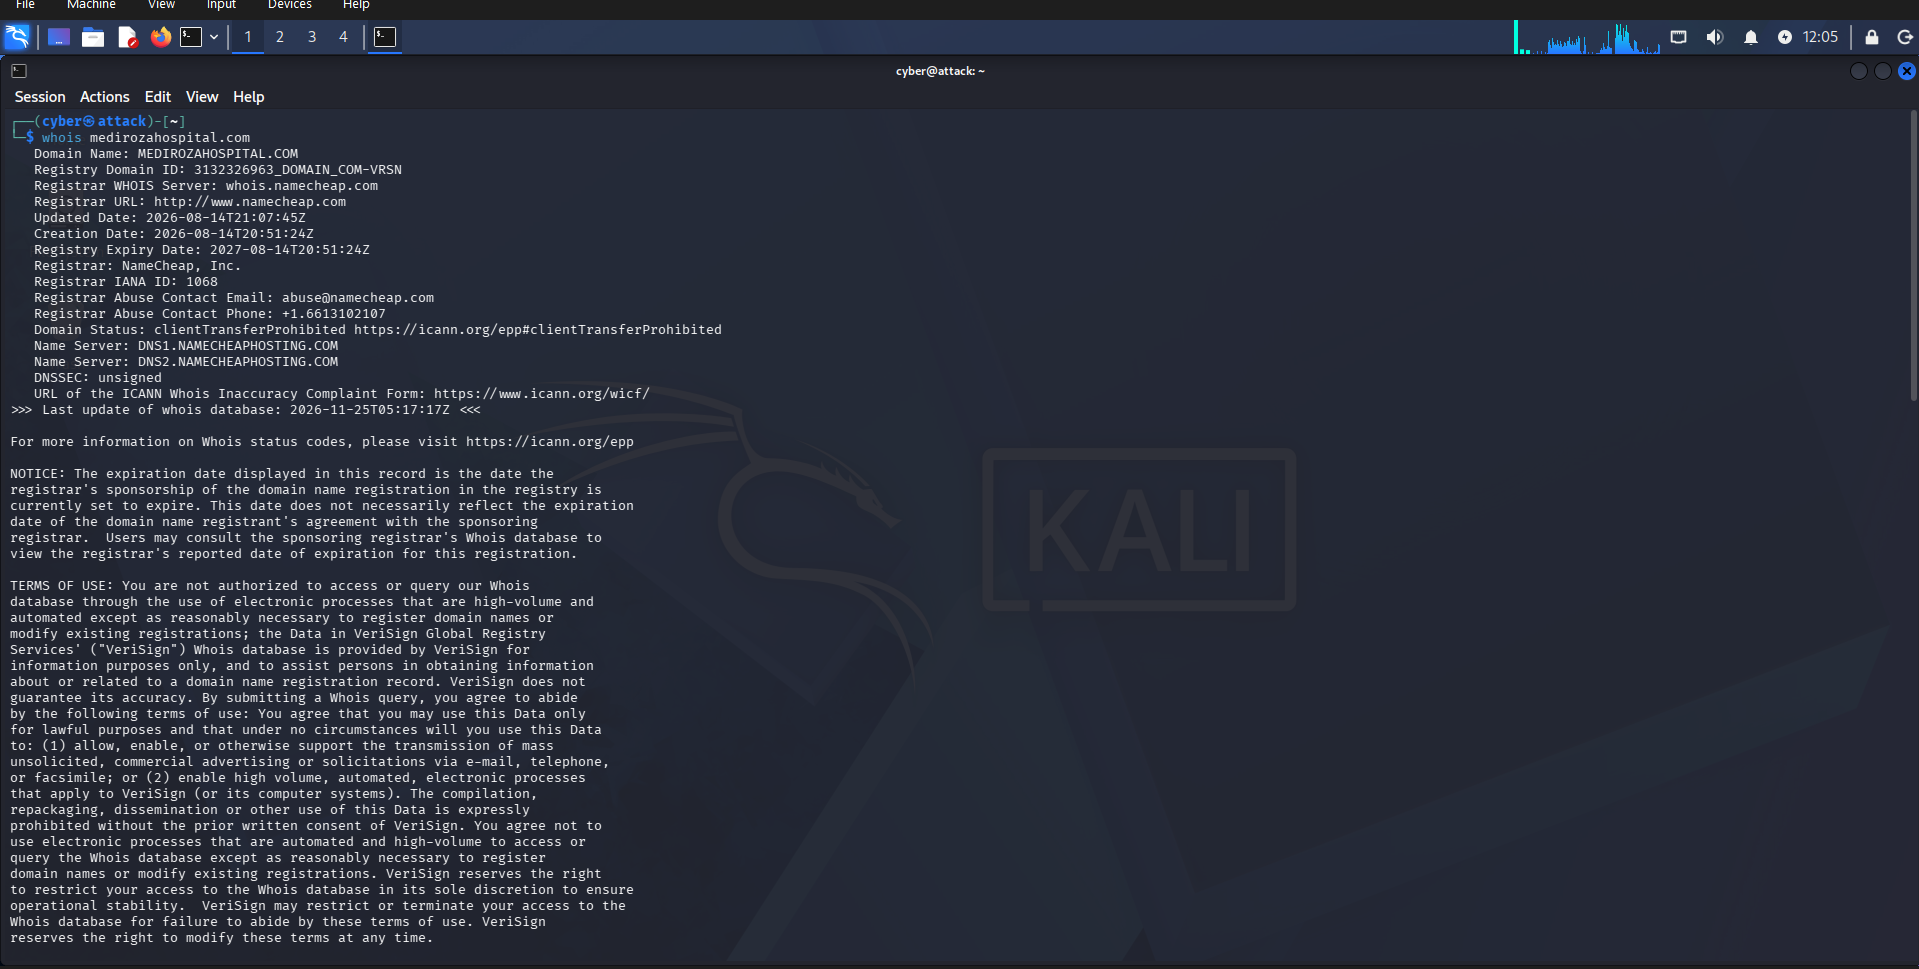 File Machine View Input Devices Help
1 2 3 4 12:05
cyber@attack: ~
Session Actions Edit View Help
┌──(cyber㉿attack)-[~]
└─$ whois medirozahospital.com
Domain Name: MEDIROZAHOSPITAL.COM
Registry Domain ID: 3132326963_DOMAIN_COM-VRSN
Registrar WHOIS Server: whois.namecheap.com
Registrar URL: http://www.namecheap.com
Updated Date: 2026-08-14T21:07:45Z
Creation Date: 2026-08-14T20:51:24Z
Registry Expiry Date: 2027-08-14T20:51:24Z
Registrar: NameCheap, Inc.
Registrar IANA ID: 1068
Registrar Abuse Contact Email: abuse@namecheap.com
Registrar Abuse Contact Phone: +1.6613102107
Domain Status: clientTransferProhibited https://icann.org/epp#clientTransferProhibited
Name Server: DNS1.NAMECHEAPHOSTING.COM
Name Server: DNS2.NAMECHEAPHOSTING.COM
DNSSEC: unsigned
URL of the ICANN Whois Inaccuracy Complaint Form: https://www.icann.org/wicf/
>>> Last update of whois database: 2026-11-25T05:17:17Z <<<
For more information on Whois status codes, please visit https://icann.org/epp
NOTICE: The expiration date displayed in this record is the date the
registrar's sponsorship of the domain name registration in the registry is
currently set to expire. This date does not necessarily reflect the expiration
date of the domain name registrant's agreement with the sponsoring
registrar.  Users may consult the sponsoring registrar's Whois database to
view the registrar's reported date of expiration for this registration.
TERMS OF USE: You are not authorized to access or query our Whois
database through the use of electronic processes that are high-volume and
automated except as reasonably necessary to register domain names or
modify existing registrations; the Data in VeriSign Global Registry
Services' ("VeriSign") Whois database is provided by VeriSign for
information purposes only, and to assist persons in obtaining information
about or related to a domain name registration record. VeriSign does not
guarantee its accuracy. By submitting a Whois query, you agree to abide
by the following terms of use: You agree that you may use this Data only
for lawful purposes and that under no circumstances will you use this Data
to: (1) allow, enable, or otherwise support the transmission of mass
unsolicited, commercial advertising or solicitations via e-mail, telephone,
or facsimile; or (2) enable high volume, automated, electronic processes
that apply to VeriSign (or its computer systems). The compilation,
repackaging, dissemination or other use of this Data is expressly
prohibited without the prior written consent of VeriSign. You agree not to
use electronic processes that are automated and high-volume to access or
query the Whois database except as reasonably necessary to register
domain names or modify existing registrations. VeriSign reserves the right
to restrict your access to the Whois database in its sole discretion to ensure
operational stability.  VeriSign may restrict or terminate your access to the
Whois database for failure to abide by these terms of use. VeriSign
reserves the right to modify these terms at any time.
KALI